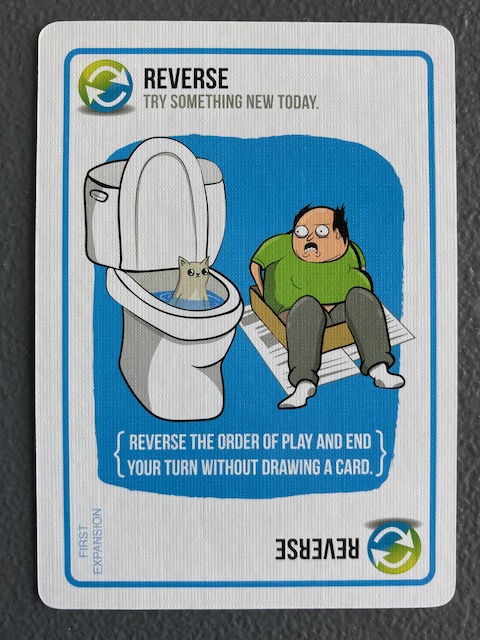 REVERSE
TRY SOMETHING NEW TODAY.
REVERSE THE ORDER OF PLAY AND END
YOUR TURN WITHOUT DRAWING A CARD.
FIRST
EXPANSION
REVERSE